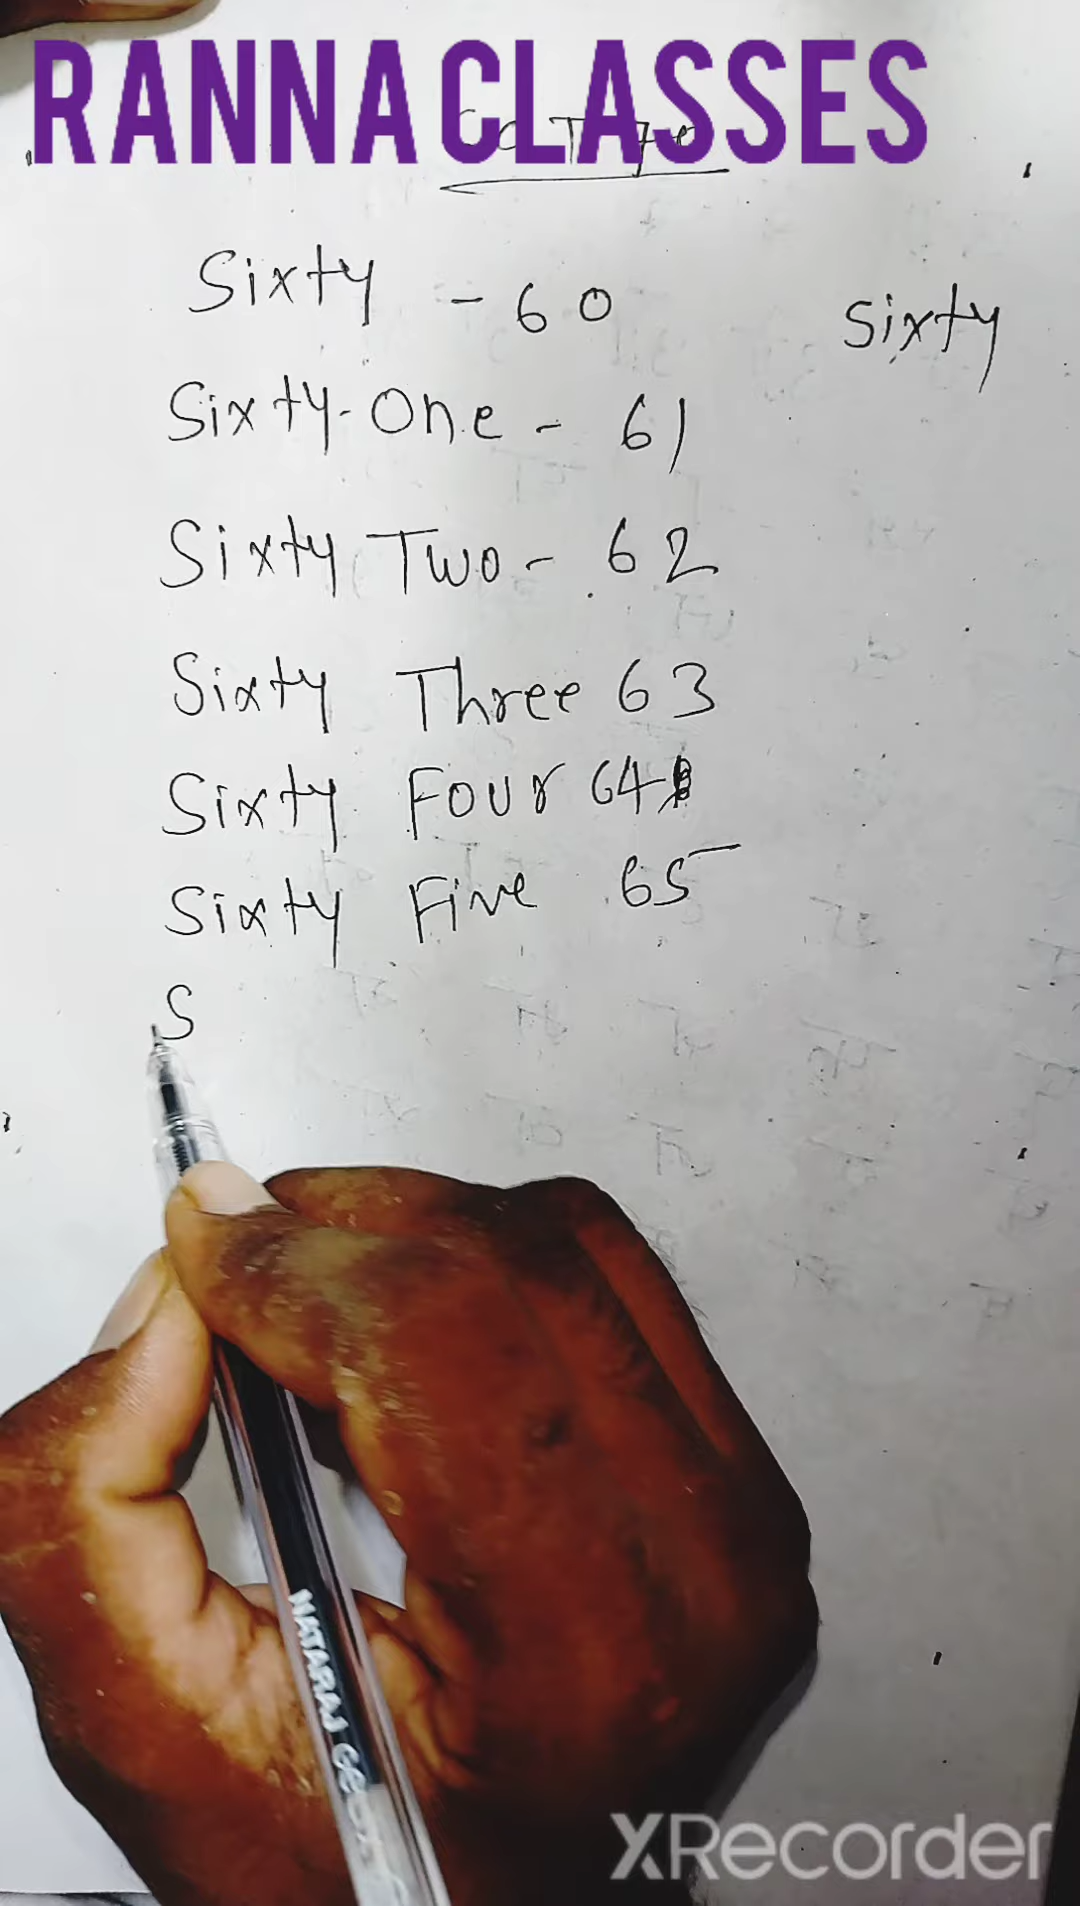 RANNA CLASSES
Sixty - 60
Sixty
Sixty-One - 61
Sixty Two - 62
Sixty Three 63
Sixty Four 64
Sixty Five 65
S
NATARAJ
XRecorder